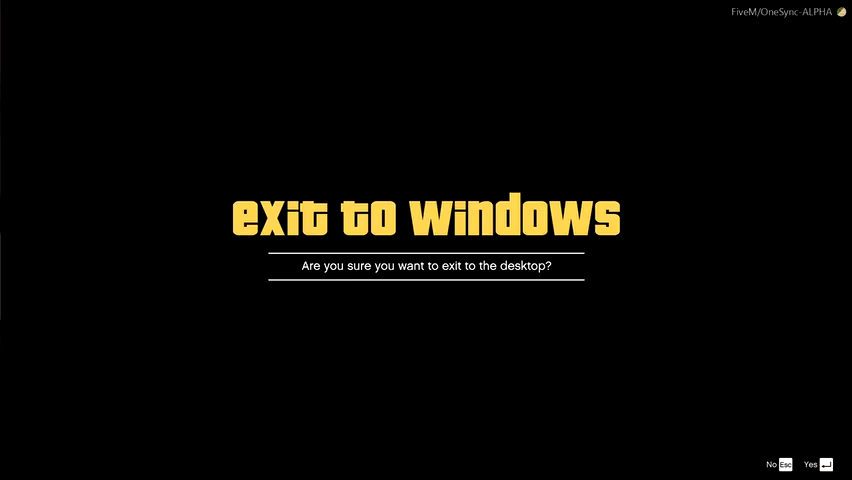 FiveM/OneSync-ALPHA
exit to windows
Are you sure you want to exit to the desktop?
No Esc Yes